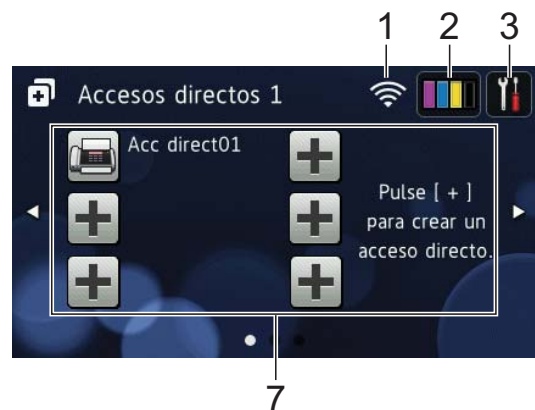 1 2 3
Accesos directos 1
Acc direct01
Pulse [ + ]
para crear un
acceso directo.
7